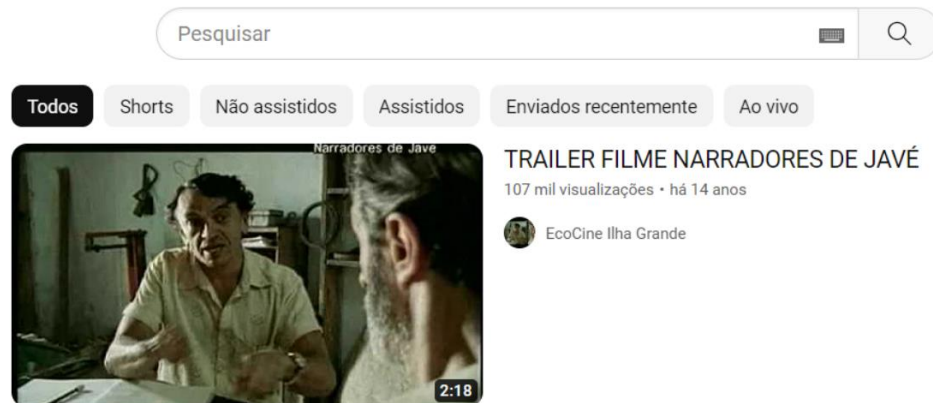 Pesquisar
Todos
Shorts
Não assistidos
Assistidos
Enviados recentemente
Ao vivo
Narradores de Javé
2:18
TRAILER FILME NARRADORES DE JAVÉ
107 mil visualizações • há 14 anos
EcoCine Ilha Grande